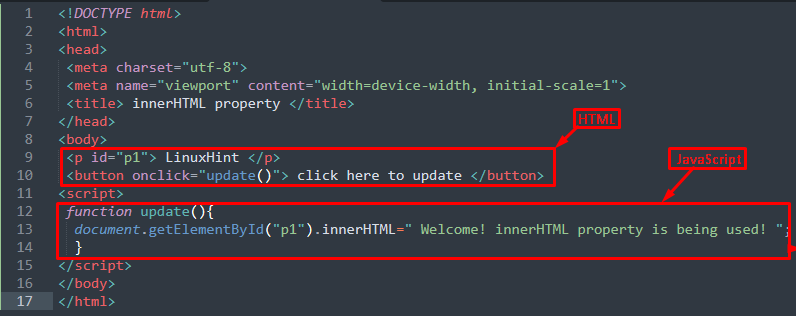 1 <!DOCTYPE html>
2 <html>
3 <head>
4 <meta charset="utf-8">
5 <meta name="viewport" content="width=device-width, initial-scale=1">
6 <title> innerHTML property </title>
7 </head>
8 <body>
HTML
9 <p id="p1"> LinuxHint </p>
10 <button onclick="update()"> click here to update </button>
JavaScript
11 <script>
12 function update(){
13 document.getElementById("p1").innerHTML=" Welcome! innerHTML property is being used! ";
14 }
15 </script>
16 </body>
17 </html>